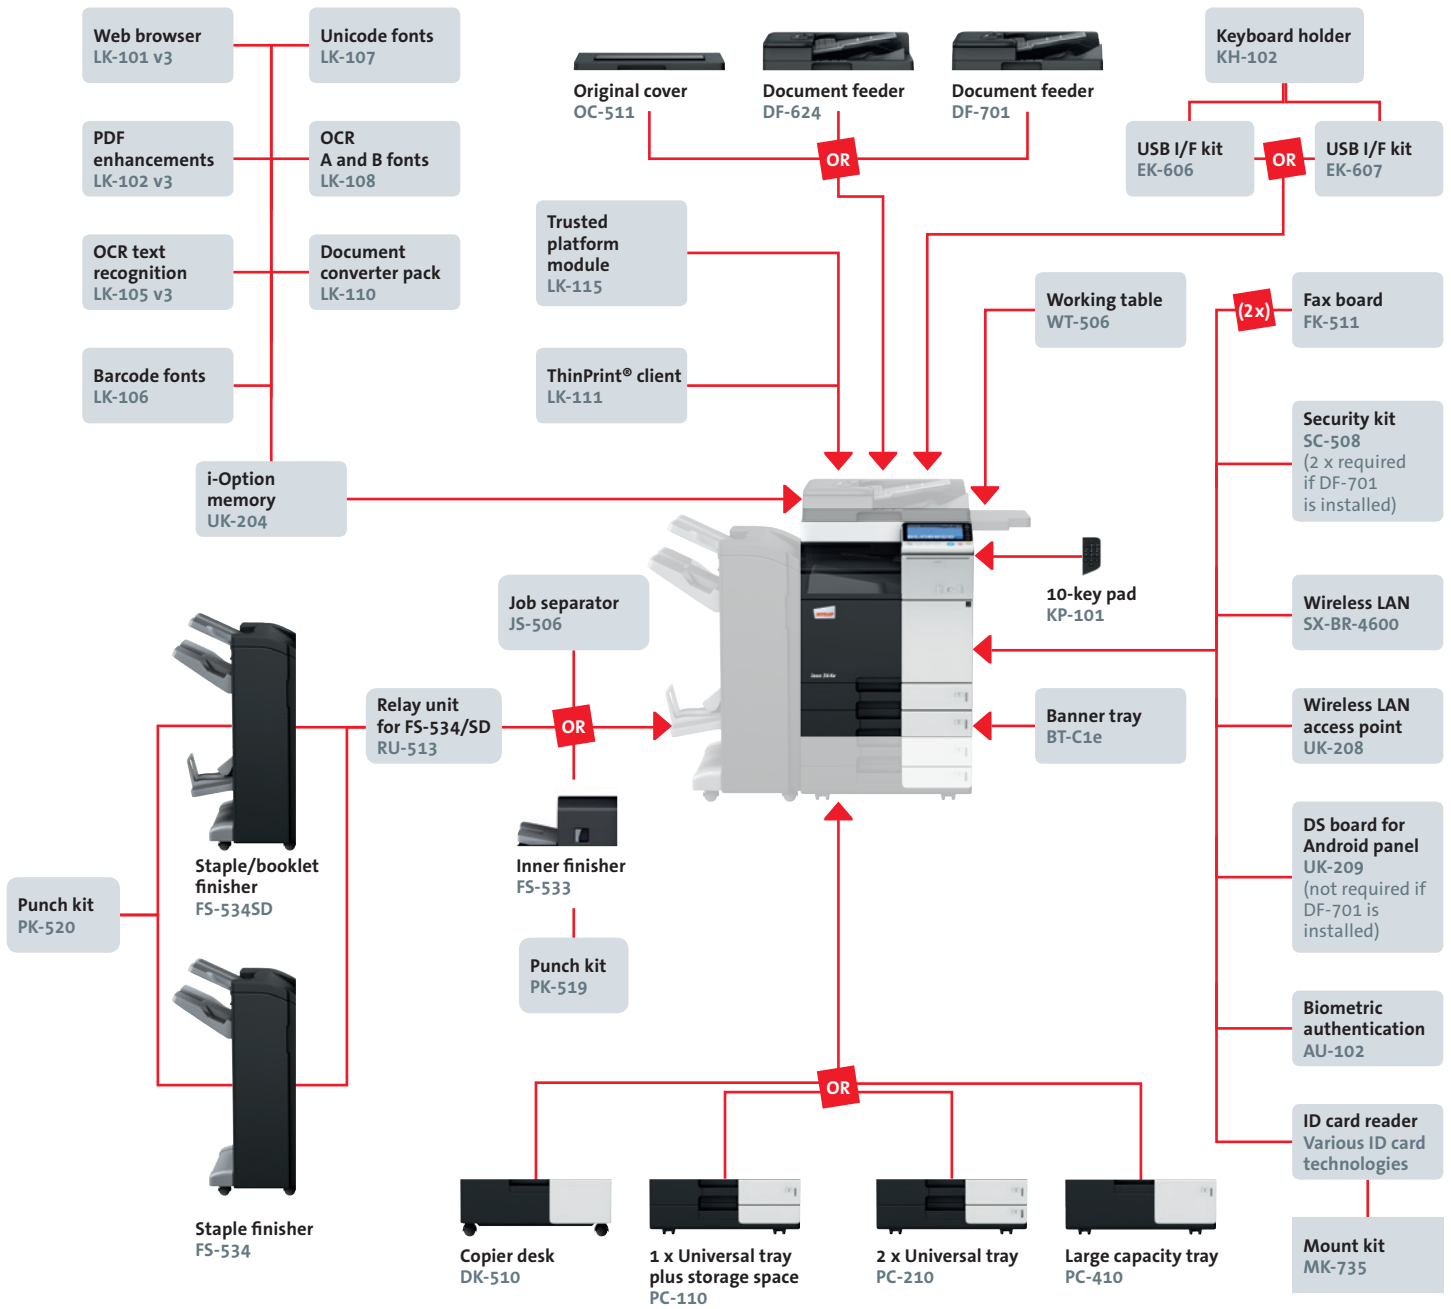 Web browser
LK-101 v3
Unicode fonts
LK-107
PDF
enhancements
LK-102 v3
OCR
A and B fonts
LK-108
OCR text
recognition
LK-105 v3
Document
converter pack
LK-110
Barcode fonts
LK-106
i-Option
memory
UK-204
Original cover
OC-511
Document feeder
DF-624
Document feeder
DF-701
OR
Trusted
platform
module
LK-115
ThinPrint® client
LK-111
Keyboard holder
KH-102
USB I/F kit
EK-606
OR
USB I/F kit
EK-607
Working table
WT-506
(2x)
Fax board
FK-511
Security kit
SC-508
(2 x required
if DF-701
is installed)
10-key pad
KP-101
Wireless LAN
SX-BR-4600
Banner tray
BT-C1e
Wireless LAN
access point
UK-208
DS board for
Android panel
UK-209
(not required if
DF-701 is
installed)
Biometric
authentication
AU-102
ID card reader
Various ID card
technologies
Mount kit
MK-735
Job separator
JS-506
Relay unit
for FS-534/SD
RU-513
OR
Inner finisher
FS-533
Punch kit
PK-519
Staple/booklet
finisher
FS-534SD
Punch kit
PK-520
Staple finisher
FS-534
OR
Copier desk
DK-510
1 x Universal tray
plus storage space
PC-110
2 x Universal tray
PC-210
Large capacity tray
PC-410